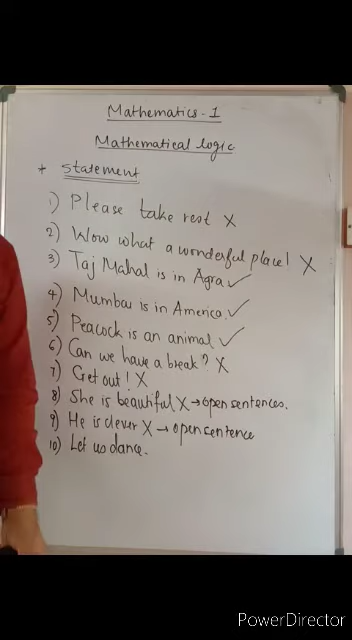 Mathematics - 1
Mathematical logic
+ Statement
1) Please take rest X
2) Wow what a wonderful place! X
3) Taj Mahal is in Agra ✓
4) Mumbai is in America. ✓
5) Peacock is an animal ✓
6) Can we have a break? X
7) Get out! X
8) She is beautiful X → open sentences.
9) He is clever X → open sentence
10) Let us dance.
PowerDirector